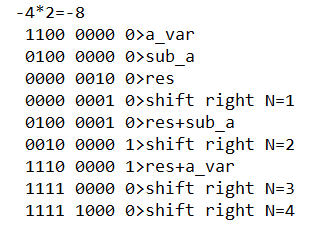 -4*2=-8
1100 0000 0>a_var
0100 0000 0>sub_a
0000 0010 0>res
0000 0001 0>shift right N=1
0100 0001 0>res+sub_a
0010 0000 1>shift right N=2
1110 0000 1>res+a_var
1111 0000 0>shift right N=3
1111 1000 0>shift right N=4